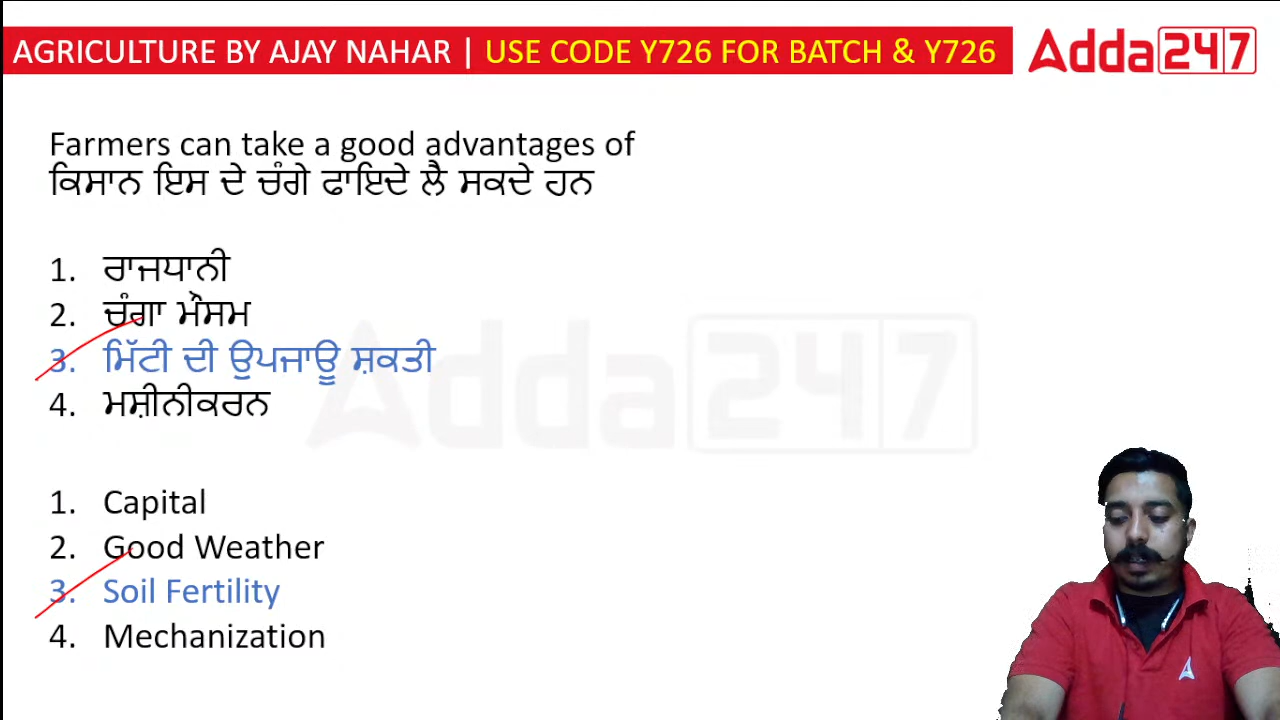 AGRICULTURE BY AJAY NAHAR | USE CODE Y726 FOR BATCH & Y726
Adda247
Farmers can take a good advantages of
ਕਿਸਾਨ ਇਸ ਦੇ ਚੰਗੇ ਫਾਇਦੇ ਲੈ ਸਕਦੇ ਹਨ
1. ਰਾਜਧਾਨੀ
2. ਚੰਗਾ ਮੌਸਮ
3. ਮਿੱਟੀ ਦੀ ਉਪਜਾਊ ਸ਼ਕਤੀ
4. ਮਸ਼ੀਨੀਕਰਨ
Adda247
1. Capital
2. Good Weather
3. Soil Fertility
4. Mechanization